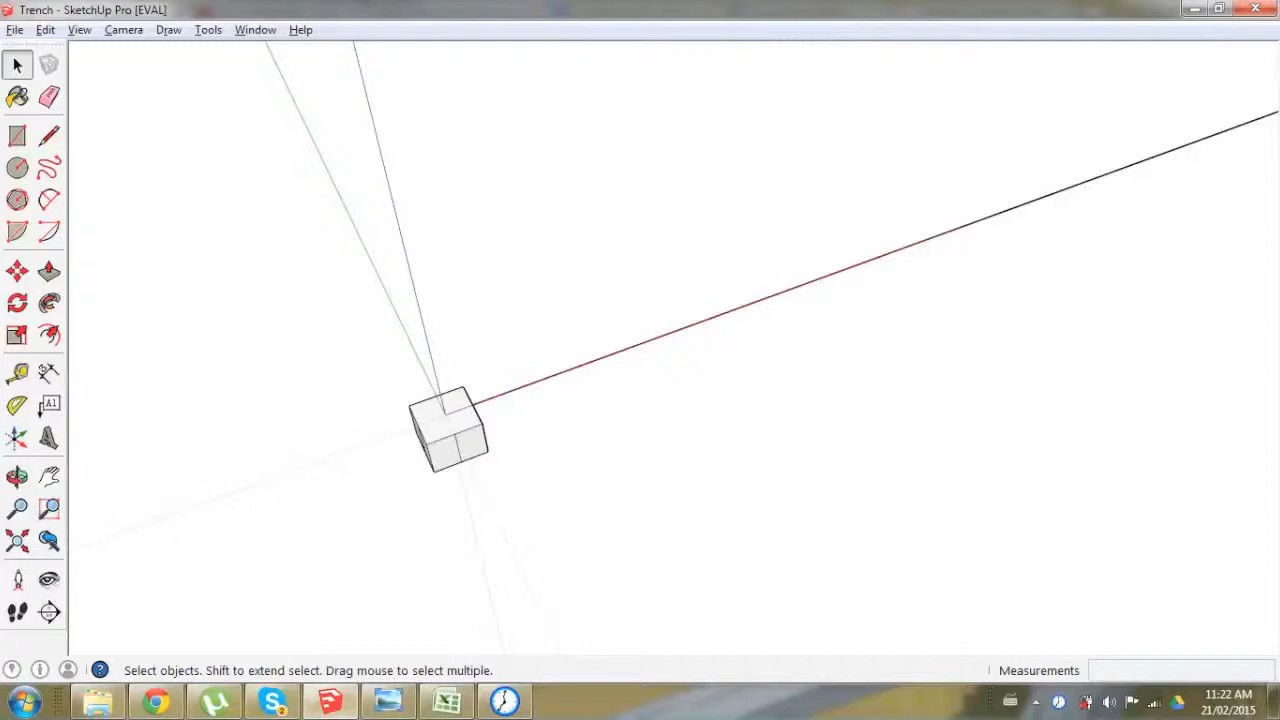 Trench - SketchUp Pro [EVAL]
File Edit View Camera Draw Tools Window Help
A1
Select objects. Shift to extend select. Drag mouse to select multiple.
Measurements
2
11:22 AM
21/02/2015